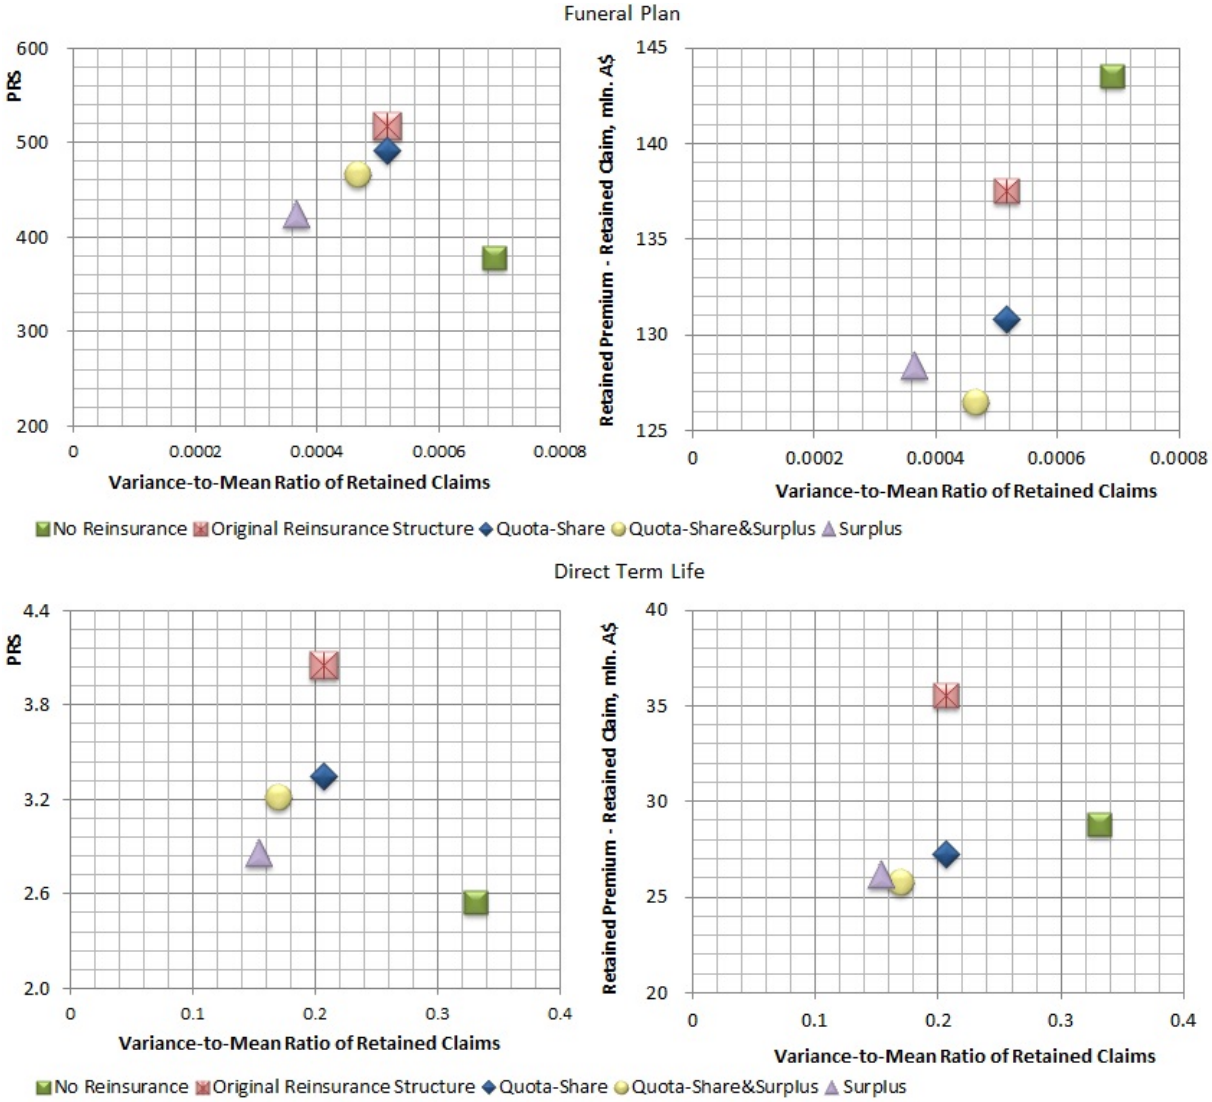 Funeral Plan
PRS
600
500
400
300
200
0 0.0002 0.0004 0.0006 0.0008
Variance-to-Mean Ratio of Retained Claims
Retained Premium - Retained Claim, mln. A$
145
140
135
130
125
0 0.0002 0.0004 0.0006 0.0008
Variance-to-Mean Ratio of Retained Claims
No Reinsurance Original Reinsurance Structure Quota-Share Quota-Share&Surplus Surplus
Direct Term Life
PRS
4.4
3.8
3.2
2.6
2.0
0 0.1 0.2 0.3 0.4
Variance-to-Mean Ratio of Retained Claims
Retained Premium - Retained Claim, mln. A$
40
35
30
25
20
0 0.1 0.2 0.3 0.4
Variance-to-Mean Ratio of Retained Claims
No Reinsurance Original Reinsurance Structure Quota-Share Quota-Share&Surplus Surplus